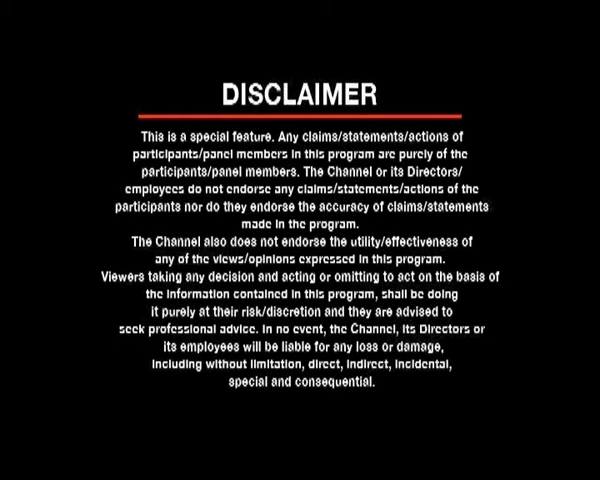 DISCLAIMER
This is a special feature. Any claims/statements/actions of
participants/panel members in this program are purely of the
participants/panel members. The Channel or its Directors/
employees do not endorse any claims/statements/actions of the
participants nor do they endorse the accuracy of claims/statements
made in the program.
The Channel also does not endorse the utility/effectiveness of
any of the views/opinions expressed in this program.
Viewers taking any decision and acting or omitting to act on the basis of
the information contained in this program, shall be doing
it purely at their risk/discretion and they are advised to
seek professional advice. In no event, the Channel, its Directors or
its employees will be liable for any loss or damage,
including without limitation, direct, indirect, incidental,
special and consequential.